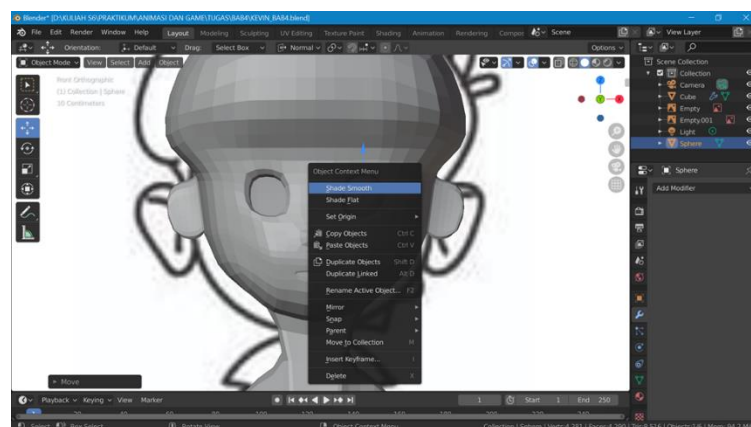 Blender* [D:\KULIAH S6\PRAKTIKUM\ANIMASI DAN GAME\TUGAS\BAB4\KEVIN_BAB4.blend]
File Edit Render Window Help Layout Modeling Sculpting UV Editing Texture Paint Shading Animation Rendering Compos Scene View Layer
Orientation: Default Drag: Select Box Normal Options
Object Mode View Select Add Object
Front Orthographic
(1) Collection | Sphere
10 Centimeters
Scene Collection
Collection
Camera
Cube
Empty
Empty.001
Light
Sphere
Sphere
Add Modifier
Object Context Menu
Shade Smooth
Shade Flat
Set Origin
Copy Objects Ctrl C
Paste Objects Ctrl V
Duplicate Objects Shift D
Duplicate Linked Alt D
Rename Active Object... F2
Mirror
Snap
Parent
Move to Collection M
Insert Keyframe... I
Delete X
Move
Playback Keying View Marker 1 Start 1 End 250
Select Box Select Rotate View Object Context Menu